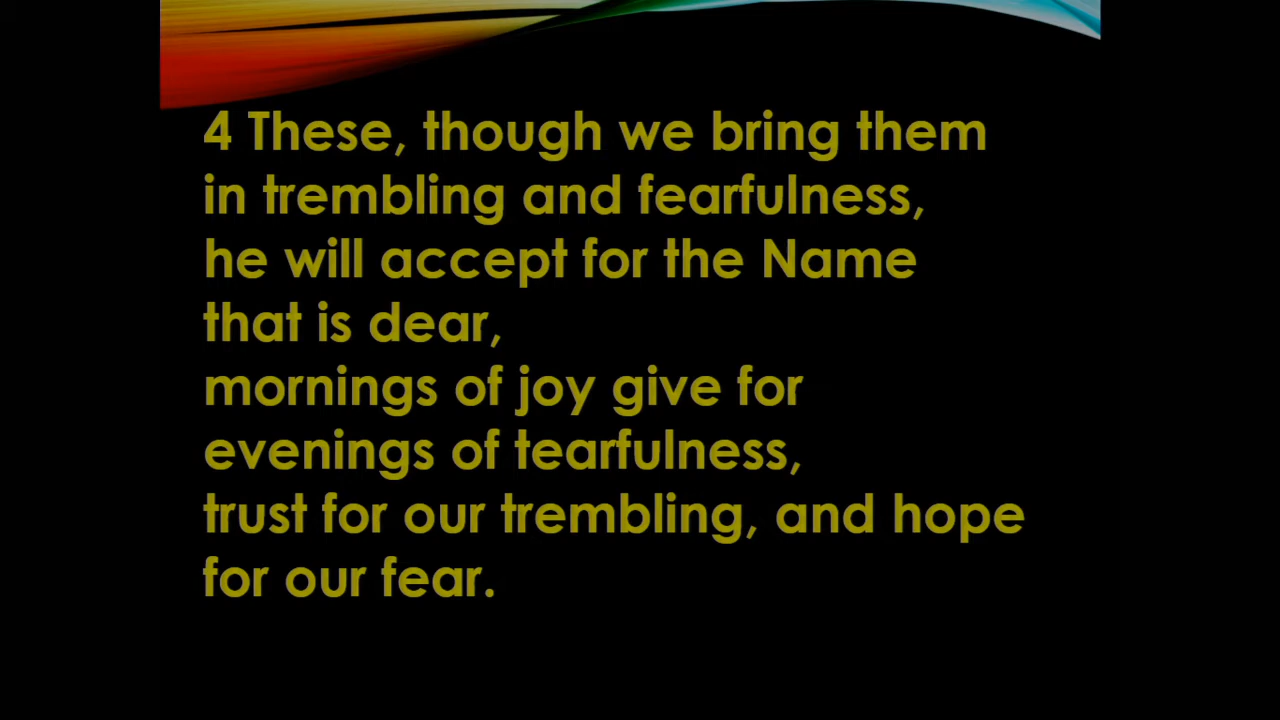 4 These, though we bring them
in trembling and fearfulness,
he will accept for the Name
that is dear,
mornings of joy give for
evenings of tearfulness,
trust for our trembling, and hope
for our fear.